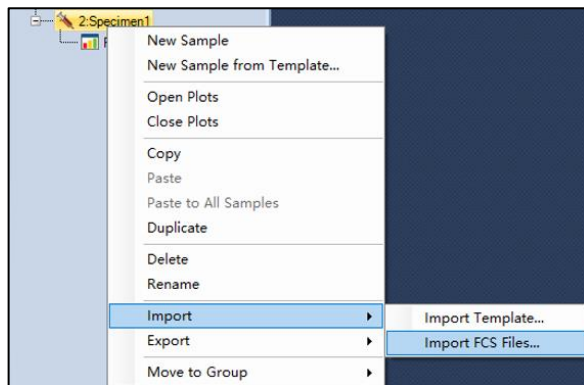 2:Specimen1
New Sample
New Sample from Template...
Open Plots
Close Plots
Copy
Paste
Paste to All Samples
Duplicate
Delete
Rename
Import
Import Template...
Export
Import FCS Files...
Move to Group